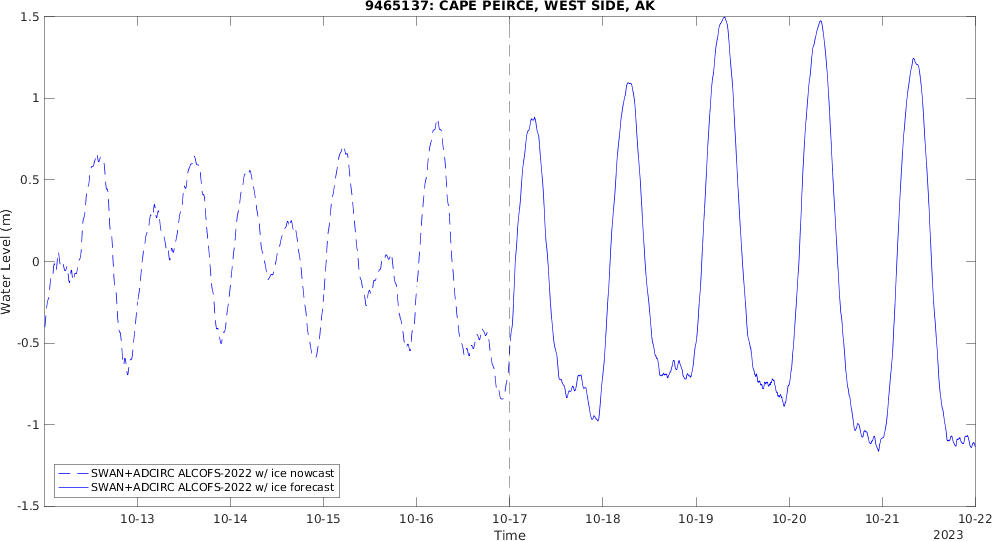 9465137: CAPE PEIRCE, WEST SIDE, AK
Water Level (m)
1.5
1
0.5
0
-0.5
-1
-1.5
SWAN+ADCIRC ALCOFS-2022 w/ ice nowcast
SWAN+ADCIRC ALCOFS-2022 w/ ice forecast
10-13 10-14 10-15 10-16 10-17 10-18 10-19 10-20 10-21 10-22
Time
2023